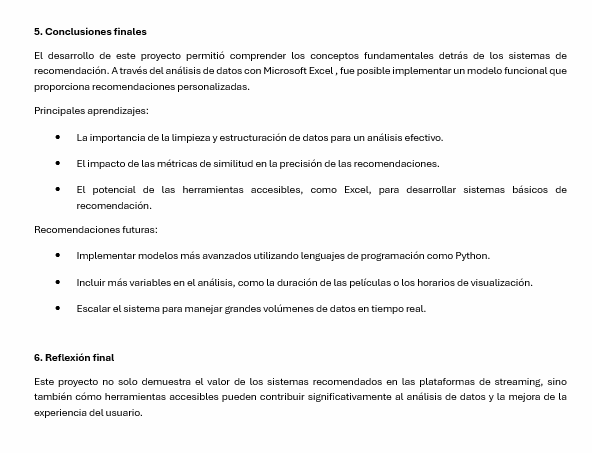 5. Conclusiones finales
El desarrollo de este proyecto permitió comprender los conceptos fundamentales detrás de los sistemas de
recomendación. A través del análisis de datos con Microsoft Excel , fue posible implementar un modelo funcional que
proporciona recomendaciones personalizadas.
Principales aprendizajes:
• La importancia de la limpieza y estructuración de datos para un análisis efectivo.
• El impacto de las métricas de similitud en la precisión de las recomendaciones.
• El potencial de las herramientas accesibles, como Excel, para desarrollar sistemas básicos de
recomendación.
Recomendaciones futuras:
• Implementar modelos más avanzados utilizando lenguajes de programación como Python.
• Incluir más variables en el análisis, como la duración de las películas o los horarios de visualización.
• Escalar el sistema para manejar grandes volúmenes de datos en tiempo real.
6. Reflexión final
Este proyecto no solo demuestra el valor de los sistemas recomendados en las plataformas de streaming, sino
también cómo herramientas accesibles pueden contribuir significativamente al análisis de datos y la mejora de la
experiencia del usuario.